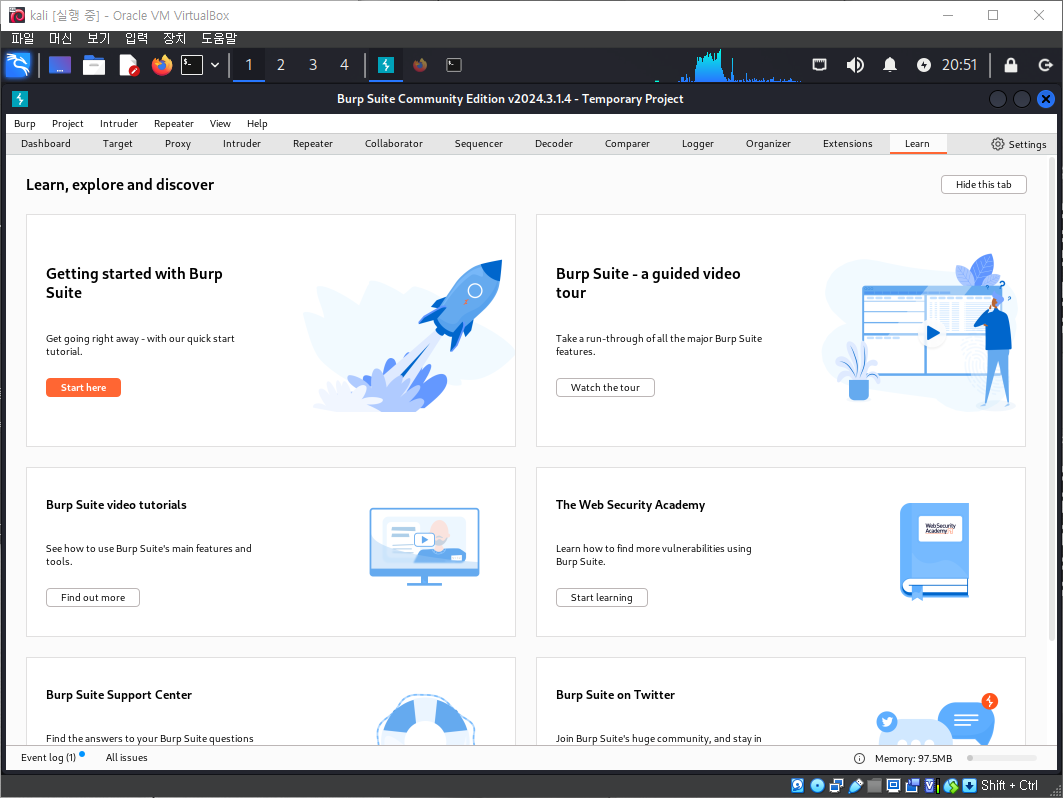 kali [실행 중] - Oracle VM VirtualBox
파일 머신 보기 입력 장치 도움말
1 2 3 4 20:51
Burp Suite Community Edition v2024.3.1.4 - Temporary Project
Burp Project Intruder Repeater View Help
Dashboard Target Proxy Intruder Repeater Collaborator Sequencer Decoder Comparer Logger Organizer Extensions Learn Settings
Learn, explore and discover
Hide this tab
Getting started with Burp
Suite
Get going right away - with our quick start
tutorial.
Start here
Burp Suite - a guided video
tour
Take a run-through of all the major Burp Suite
features.
Watch the tour
Burp Suite video tutorials
See how to use Burp Suite's main features and
tools.
Find out more
The Web Security Academy
Learn how to find more vulnerabilities using
Burp Suite.
Start learning
Web Security
Academy
Burp Suite Support Center
Find the answers to your Burp Suite questions
Burp Suite on Twitter
Join Burp Suite's huge community, and stay in
Event log (1) All issues Memory: 97.5MB
Shift + Ctrl